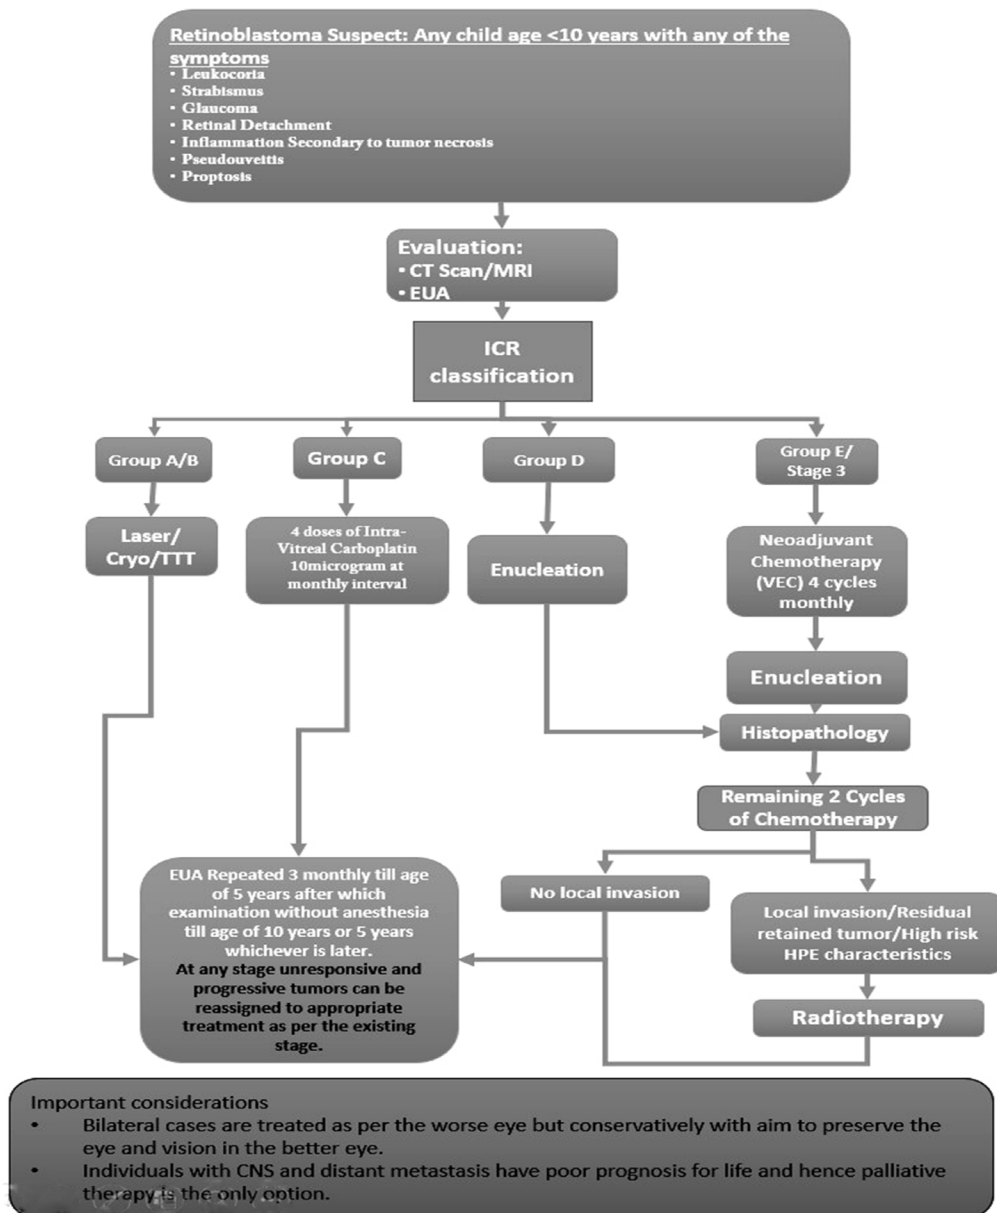 Retinoblastoma Suspect: Any child age <10 years with any of the
symptoms
• Leukocoria
• Strabismus
• Glaucoma
• Retinal Detachment
• Inflammation Secondary to tumor necrosis
• Pseudouveitis
• Proptosis
Evaluation:
• CT Scan/MRI
• EUA
ICR
classification
Group A/B
Group C
Group D
Group E/
Stage 3
Laser/
Cryo/TTT
4 doses of Intra-
Vitreal Carboplatin
10microgram at
monthly interval
Enucleation
Neoadjuvant
Chemotherapy
(VEC) 4 cycles
monthly
Enucleation
Histopathology
Remaining 2 Cycles
of Chemotherapy
EUA Repeated 3 monthly till age
of 5 years after which
examination without anesthesia
till age of 10 years or 5 years
whichever is later.
At any stage unresponsive and
progressive tumors can be
reassigned to appropriate
treatment as per the existing
stage.
No local invasion
Local invasion/Residual
retained tumor/High risk
HPE characteristics
Radiotherapy
Important considerations
• Bilateral cases are treated as per the worse eye but conservatively with aim to preserve the
eye and vision in the better eye.
• Individuals with CNS and distant metastasis have poor prognosis for life and hence palliative
therapy is the only option.